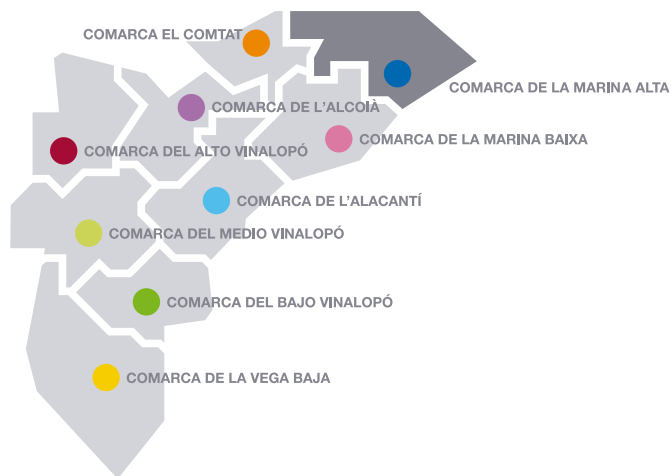 COMARCA EL COMTAT
COMARCA DE LA MARINA ALTA
COMARCA DE L'ALCOIÀ
COMARCA DE LA MARINA BAIXA
COMARCA DEL ALTO VINALOPÓ
COMARCA DE L'ALACANTÍ
COMARCA DEL MEDIO VINALOPÓ
COMARCA DEL BAJO VINALOPÓ
COMARCA DE LA VEGA BAJA